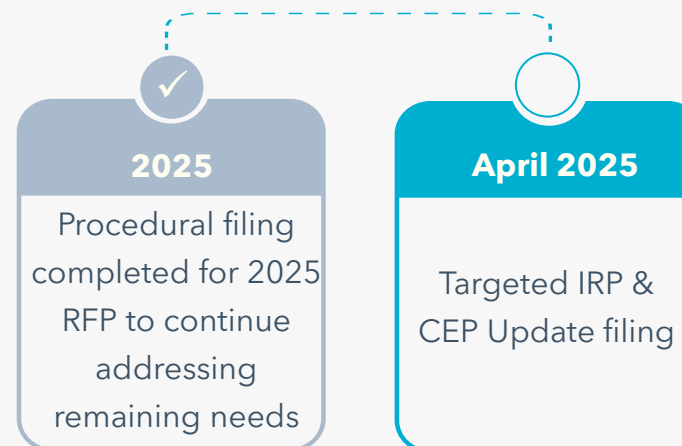 2025
Procedural filing
completed for 2025
RFP to continue
addressing
remaining needs
April 2025
Targeted IRP &
CEP Update filing